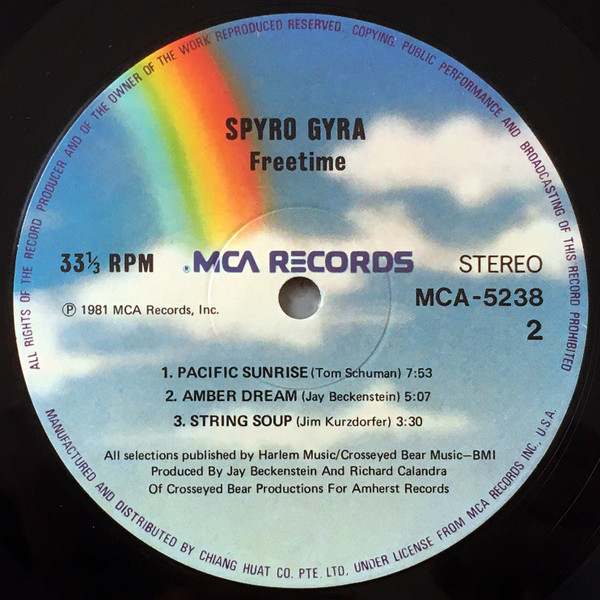 ALL RIGHTS OF THE RECORD PRODUCER AND OF THE OWNER OF THE WORK REPRODUCED RESERVED. COPYING, PUBLIC PERFORMANCE AND BROADCASTING OF THIS RECORD PROHIBITED
SPYRO GYRA
Freetime
33⅓ RPM
MCA RECORDS
STEREO
MCA-5238
℗ 1981 MCA Records, Inc.
2
1. PACIFIC SUNRISE (Tom Schuman) 7:53
2. AMBER DREAM (Jay Beckenstein) 5:07
3. STRING SOUP (Jim Kurzdorfer) 3:30
All selections published by Harlem Music/Crosseyed Bear Music—BMI
Produced By Jay Beckenstein And Richard Calandra
Of Crosseyed Bear Productions For Amherst Records
MANUFACTURED AND DISTRIBUTED BY CHIANG HUAT CO. PTE. LTD. UNDER LICENSE FROM MCA RECORDS INC., U.S.A.